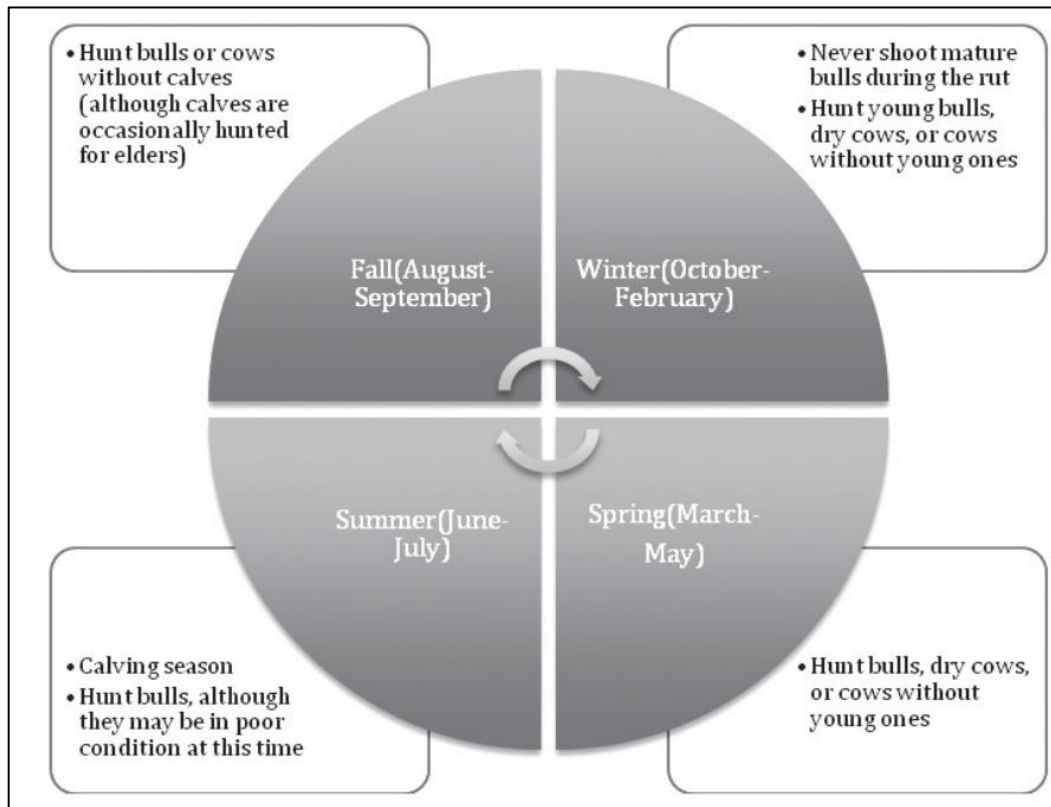 • Hunt bulls or cows
without calves
(although calves are
occasionally hunted
for elders)
• Never shoot mature
bulls during the rut
• Hunt young bulls,
dry cows, or cows
without young ones
Fall(August-
September)
Winter(October-
February)
Summer(June-
July)
Spring(March-
May)
• Calving season
• Hunt bulls, although
they may be in poor
condition at this time
• Hunt bulls, dry cows,
or cows without
young ones